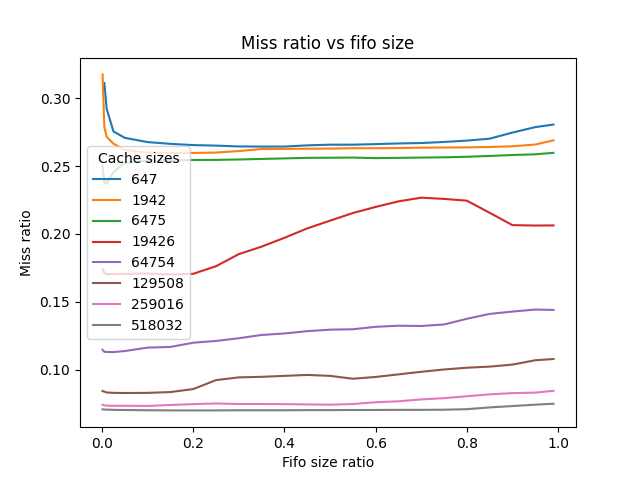 Miss ratio vs fifo size
Miss ratio
0.30
0.25
0.20
0.15
0.10
Cache sizes
647
1942
6475
19426
64754
129508
259016
518032
0.0 0.2 0.4 0.6 0.8 1.0
Fifo size ratio